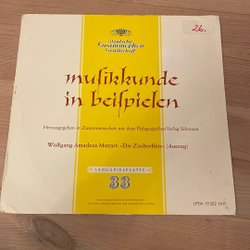 26.-
Deutsche
Grammophon
Gesellschaft
musikkunde
in beispielen
Herausgegeben in Zusammenarbeit mit dem Pädagogischen Verlag Schwann
Wolfgang Amadeus Mozart: «Die Zauberflöte» (Auszug)
LANGSPIELPLATTE
33